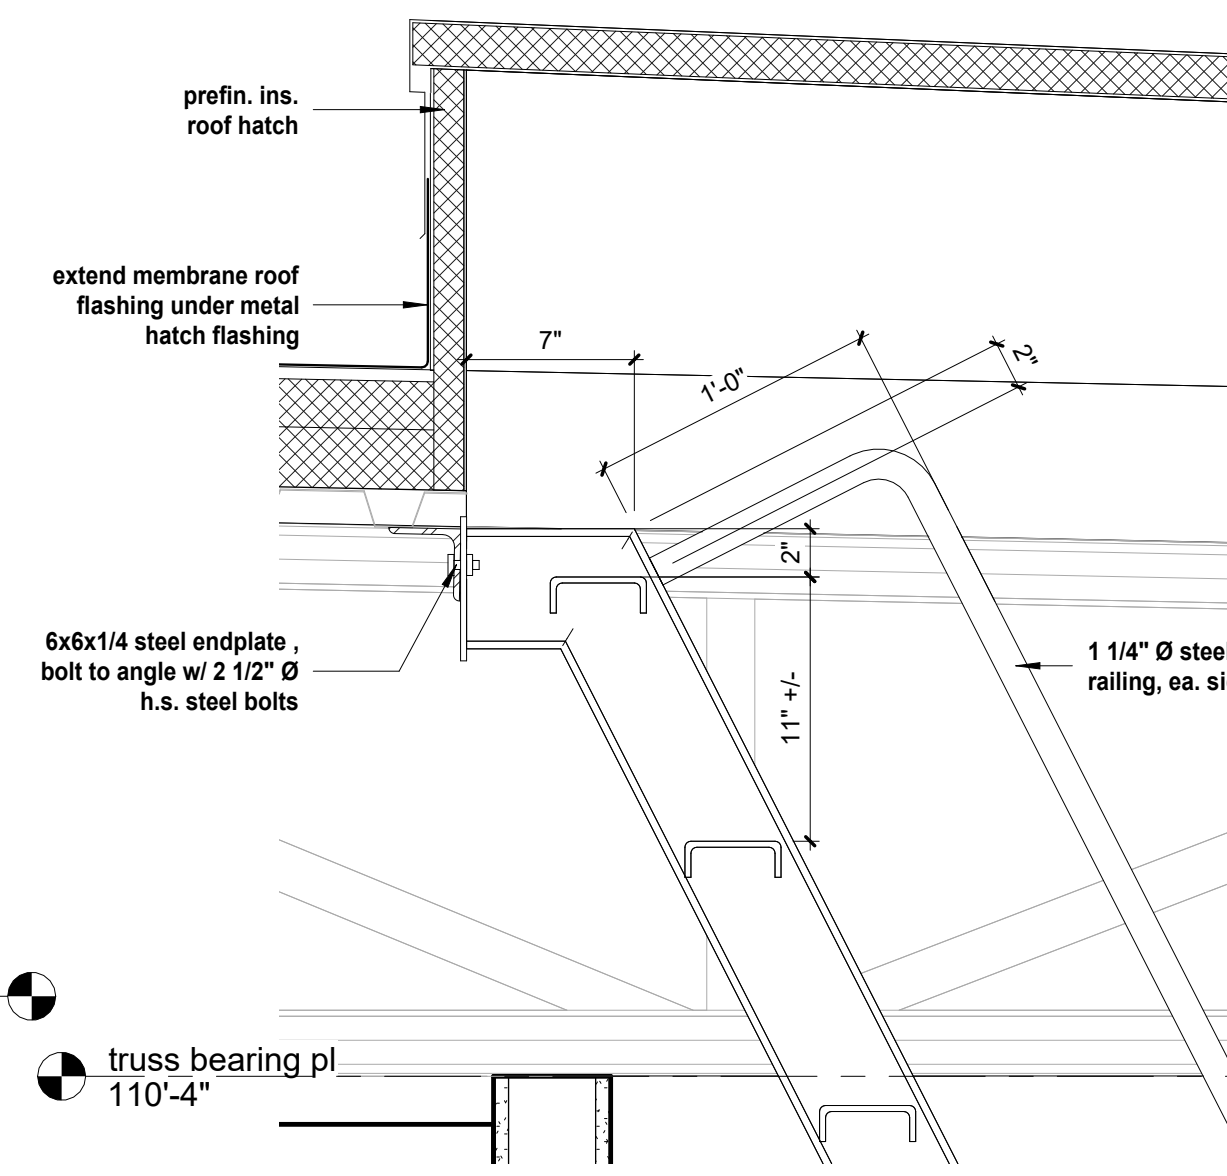 prefin. ins.
roof hatch
extend membrane roof
flashing under metal
hatch flashing
7"
1'-0"
2"
2"
11" +/-
6x6x1/4 steel endplate ,
bolt to angle w/ 2 1/2" Ø
h.s. steel bolts
1 1/4" Ø steel
railing, ea. si
truss bearing pl
110'-4"